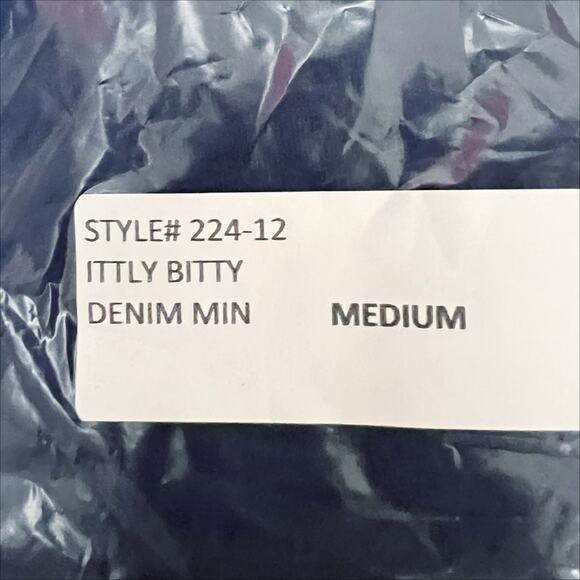 STYLE# 224-12
ITTLY BITTY
DENIM MIN MEDIUM